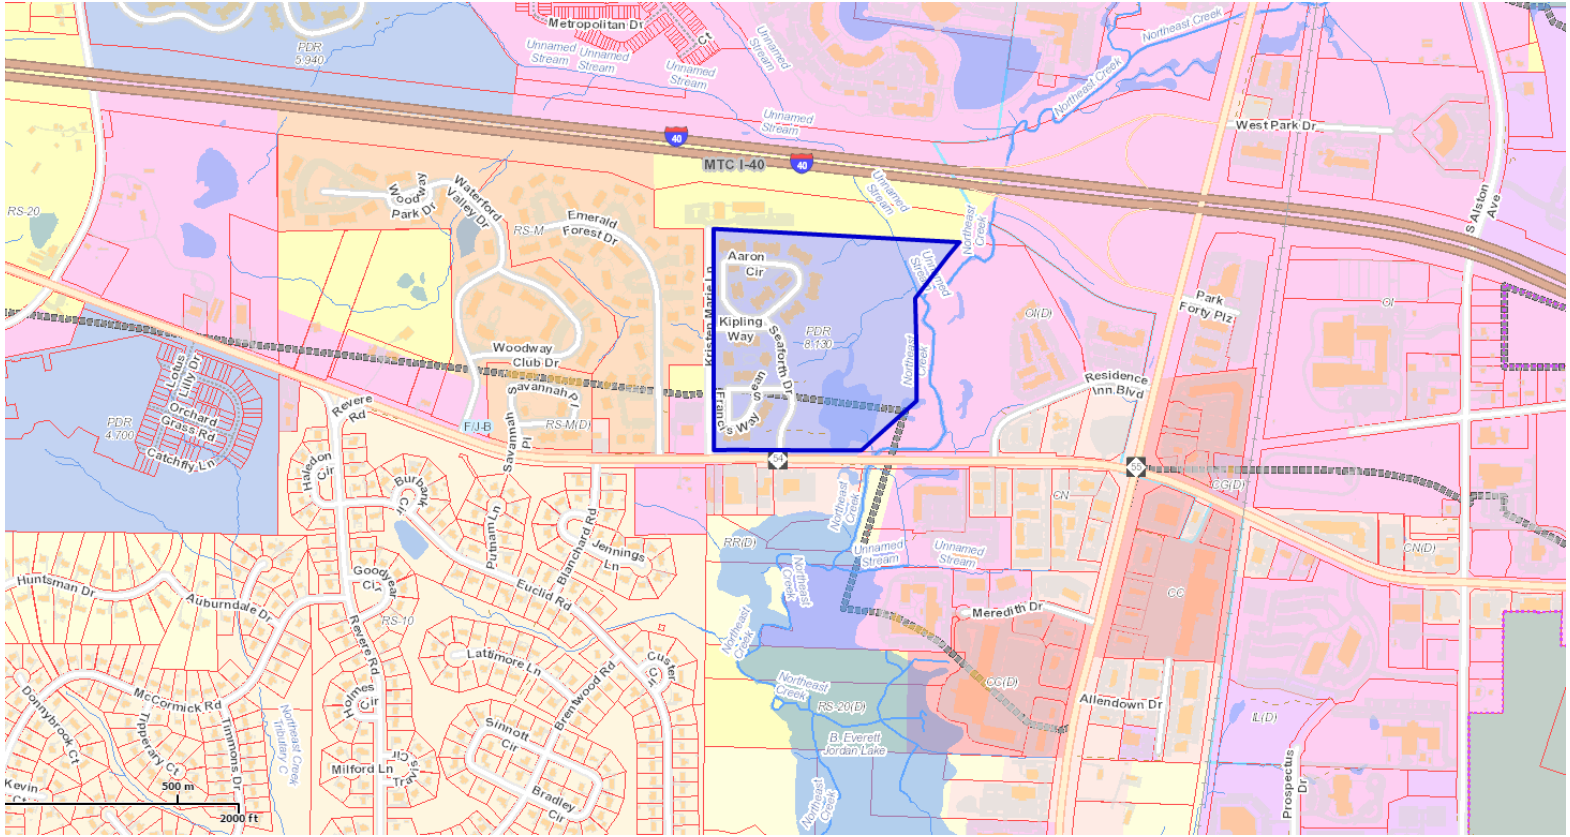 Metropolitan Dr
Ct
PDR
5.940
Unnamed
Stream
Unnamed
Stream
Unnamed
Stream
Unnamed
Stream
Northeast Creek
Northeast Creek
Unnamed
Stream
West Park Dr
40
MTC I-40
40
S Alston
Ave
RS-20
Woodway
Park Dr
Waterford
Valley Dr
Emerald
Forest Dr
RS-M
Unnamed
Stream
Northeast
Creek
Aaron
Cir
Unnamed
Stream
Kristen Marie Ln
Kipling
Way
Seaforth Dr
PDR
8.130
Northeast
Creek
OI(D)
Park
Forty Plz
OI
Woodway
Club Dr
Savannah Pl
Savannah
Pl
RS-M(D)
F/J-B
Francis
Way
Sean
Residence
Inn Blvd
Lotus
Lilly Dr
Orchard
Grass Rd
Catchfly Ln
PDR
4.700
Revere
Rd
54
55
CG(D)
Haledon
Cir
Burbank
Cir
Putnam Ln
Blanchard Rd
Jennings
Ln
Northeast
Creek
CN
CN(D)
RR(D)
Unnamed
Stream
Unnamed
Stream
Huntsman Dr
Auburndale Dr
Goodyear
Cir
Euclid Rd
RS-10
Northeast
Creek
Meredith Dr
CC
Revere Rd
Lattimore Ln
Brentwood Rd
Custer
Cir
Northeast
Creek
Northeast
Creek
CC(D)
RS-20(D)
B. Everett
Jordan Lake
Allendown Dr
IL(D)
Donnybrook Ct
McCormick Rd
Tipperary Ct
Timmons Dr
Holmes
Cir
Northeast Creek
Tributary C
Sinnott
Cir
Milford Ln
Bradley
Cir
Northeast
Creek
Prospectus
Dr
Kevin
Ct
500 m
2000 ft